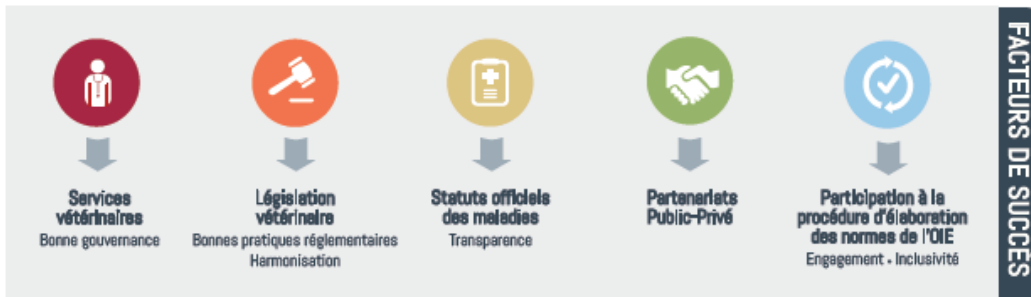 Services
vétérinaires
Bonne gouvernance
Législation
vétérinaire
Bonnes pratiques réglementaires
Harmonisation
Statuts officiels
des maladies
Transparence
Partenariats
Public-Privé
Participation à la
procédure d'élaboration
des normes de l'OIE
Engagement • Inclusivité
FACTEURS DE SUCCÈS